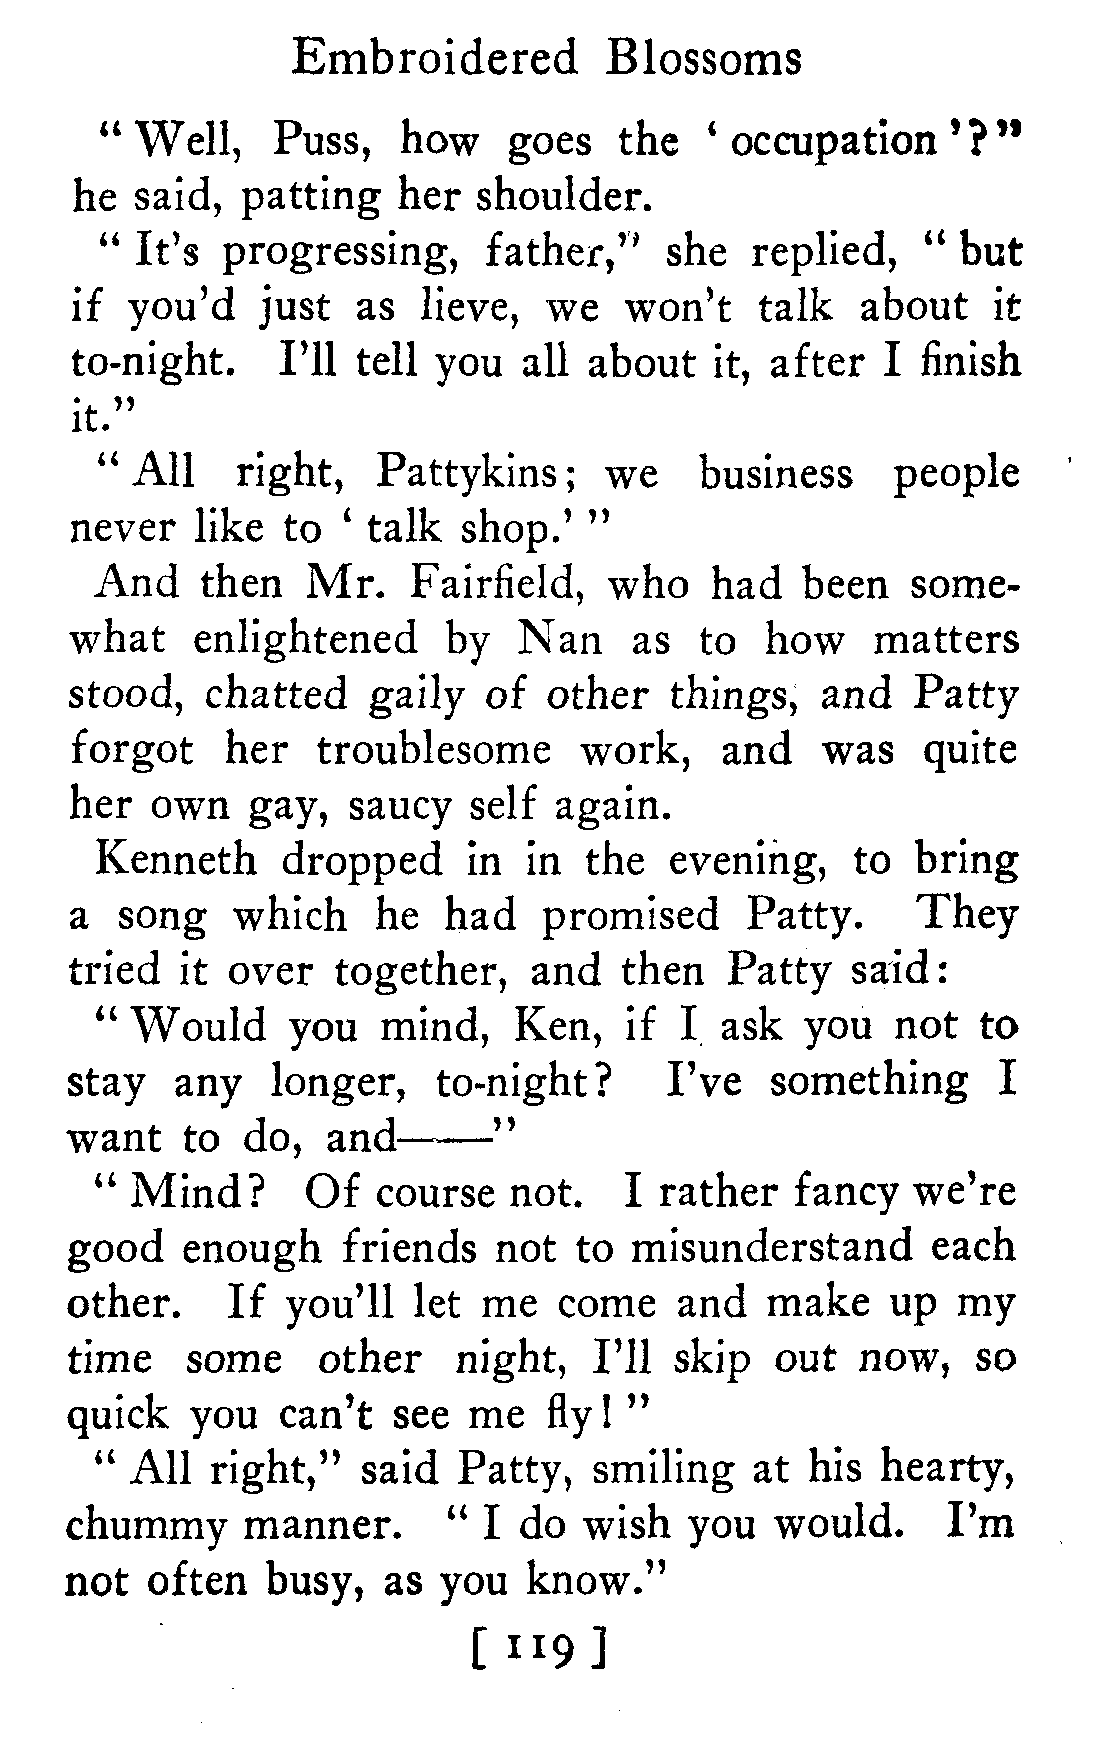 Embroidered Blossoms
" Well, Puss, how goes the ' occupation '?"
he said, patting her shoulder.
" It's progressing, father," she replied, " but
if you'd just as lieve, we won't talk about it
to-night. I'll tell you all about it, after I finish
it."
" All right, Pattykins; we business people
never like to ' talk shop.' "
And then Mr. Fairfield, who had been some-
what enlightened by Nan as to how matters
stood, chatted gaily of other things, and Patty
forgot her troublesome work, and was quite
her own gay, saucy self again.
Kenneth dropped in in the evening, to bring
a song which he had promised Patty. They
tried it over together, and then Patty said:
" Would you mind, Ken, if I ask you not to
stay any longer, to-night? I've something I
want to do, and——"
" Mind? Of course not. I rather fancy we're
good enough friends not to misunderstand each
other. If you'll let me come and make up my
time some other night, I'll skip out now, so
quick you can't see me fly! "
" All right," said Patty, smiling at his hearty,
chummy manner. " I do wish you would. I'm
not often busy, as you know."
[ 119 ]